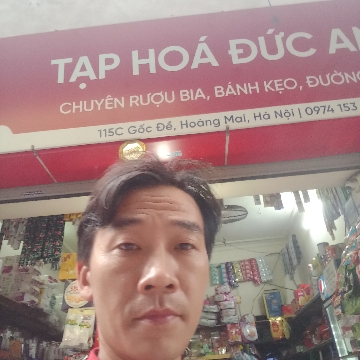 TẠP HOÁ ĐỨC
CHUYÊN RƯỢU BIA, BÁNH KẸO, ĐƯỜNG
115C Gốc Đề, Hoàng Mai, Hà Nội | 0974 153